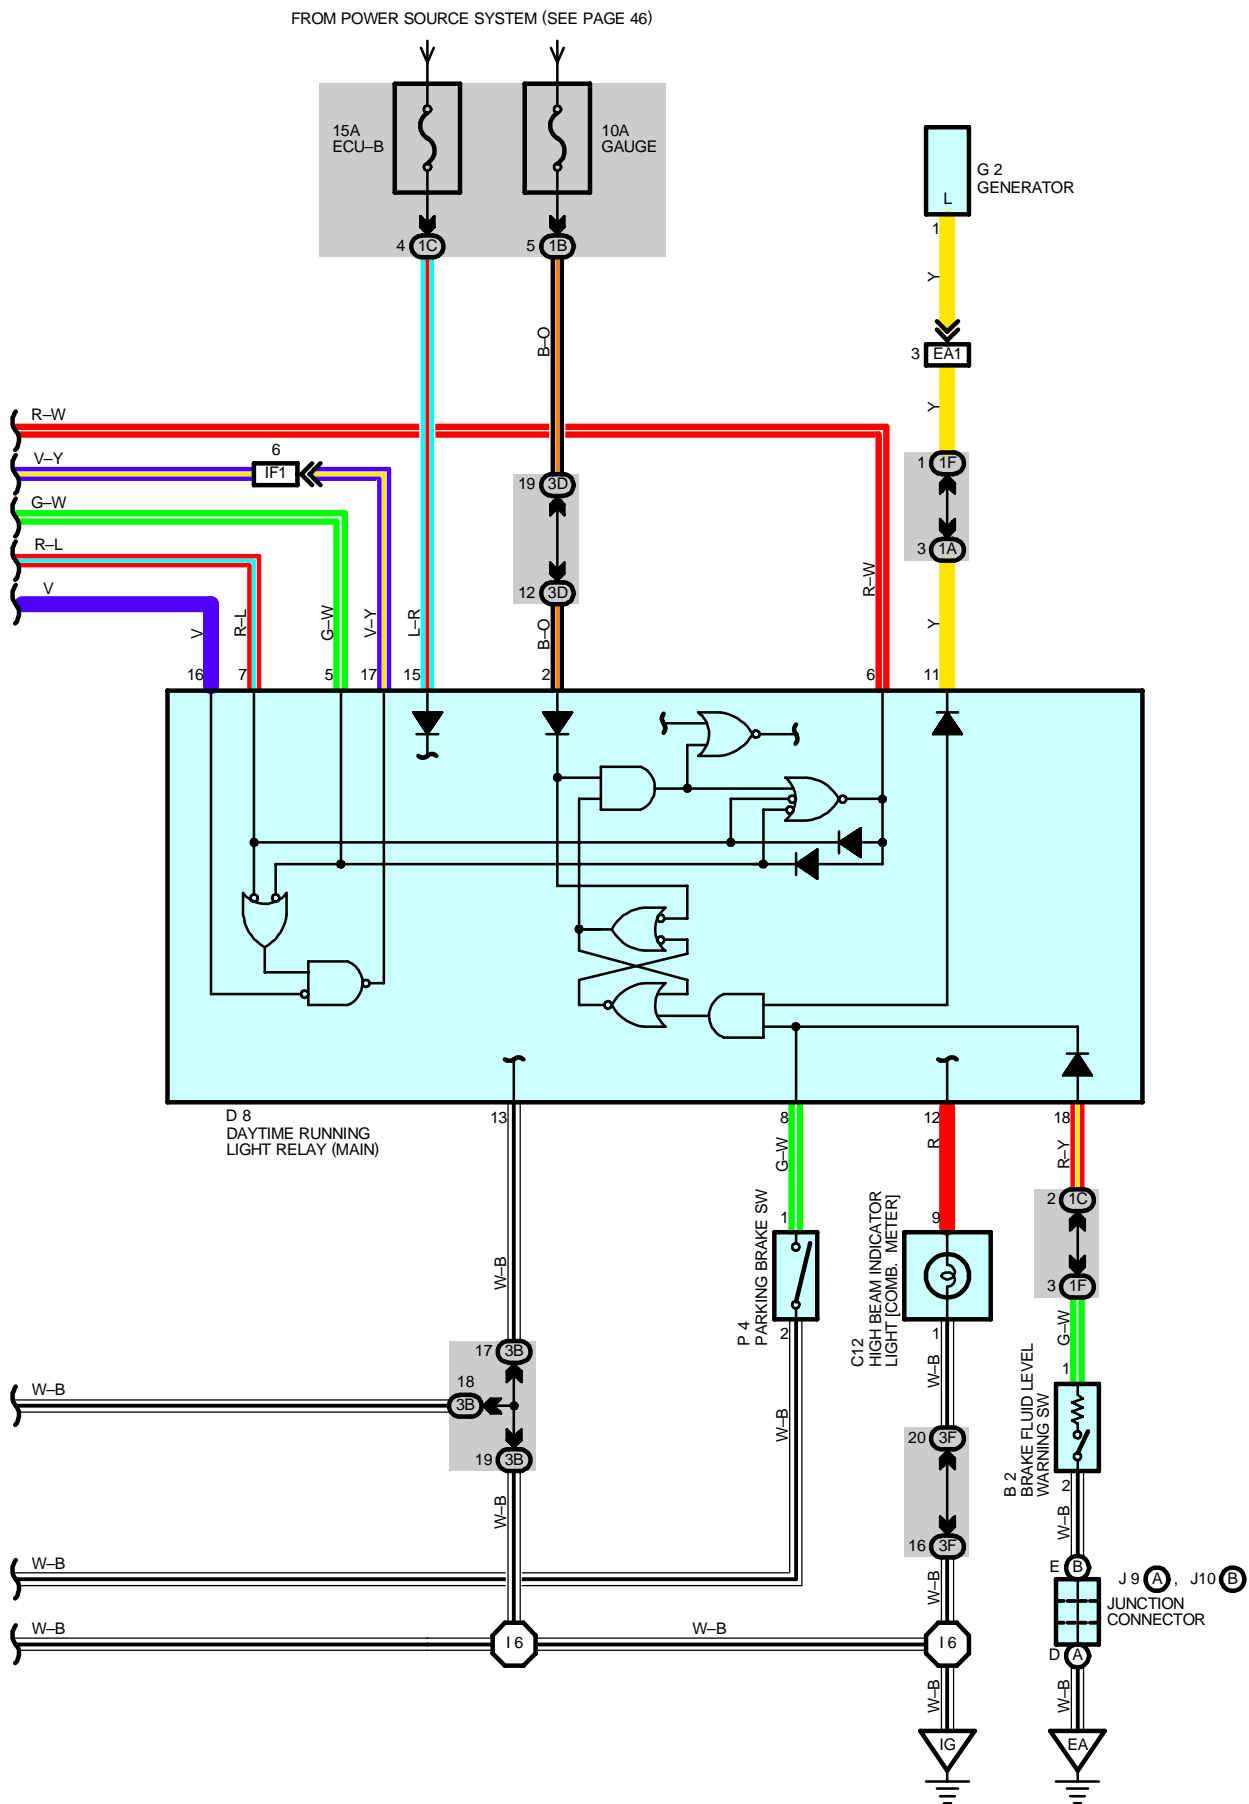 FROM POWER SOURCE SYSTEM (SEE PAGE 46)
15A
ECU–B
10A
GAUGE
4 1C
5 1B
G 2
GENERATOR
L
1
Y
3 EA1
B–O
Y
R–W
V–Y
6
IF1
G–W
R–L
V
1 1F
3 1A
19 3D
12 3D
V
R–L
G–W
V–Y
L–R
B–O
R–W
Y
16
7
5
17
15
2
6
11
D 8
DAYTIME RUNNING
LIGHT RELAY (MAIN)
13
8
12
18
G–W
R
R–Y
2 1C
3 1F
W–B
1
P 4
PARKING BRAKE SW
2
9
C12
HIGH BEAM INDICATOR
LIGHT [COMB. METER]
1
W–B
G–W
1
B 2
BRAKE FLUID LEVEL
WARNING SW
2
17 3B
18
3B
19 3B
W–B
W–B
W–B
20 3F
16 3F
W–B
W–B
E B
J 9 A , J10 B
JUNCTION
CONNECTOR
D A
W–B
W–B
W–B
W–B
I 6
I 6
W–B
W–B
IG
EA